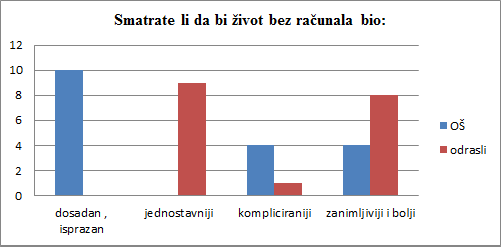 Smatrate li da bi život bez računala bio:
12
10
8
6
4
2
0
dosadan ,
isprazan
jednostavniji
kompliciraniji
zanimljiviji i bolji
OŠ
odrasli